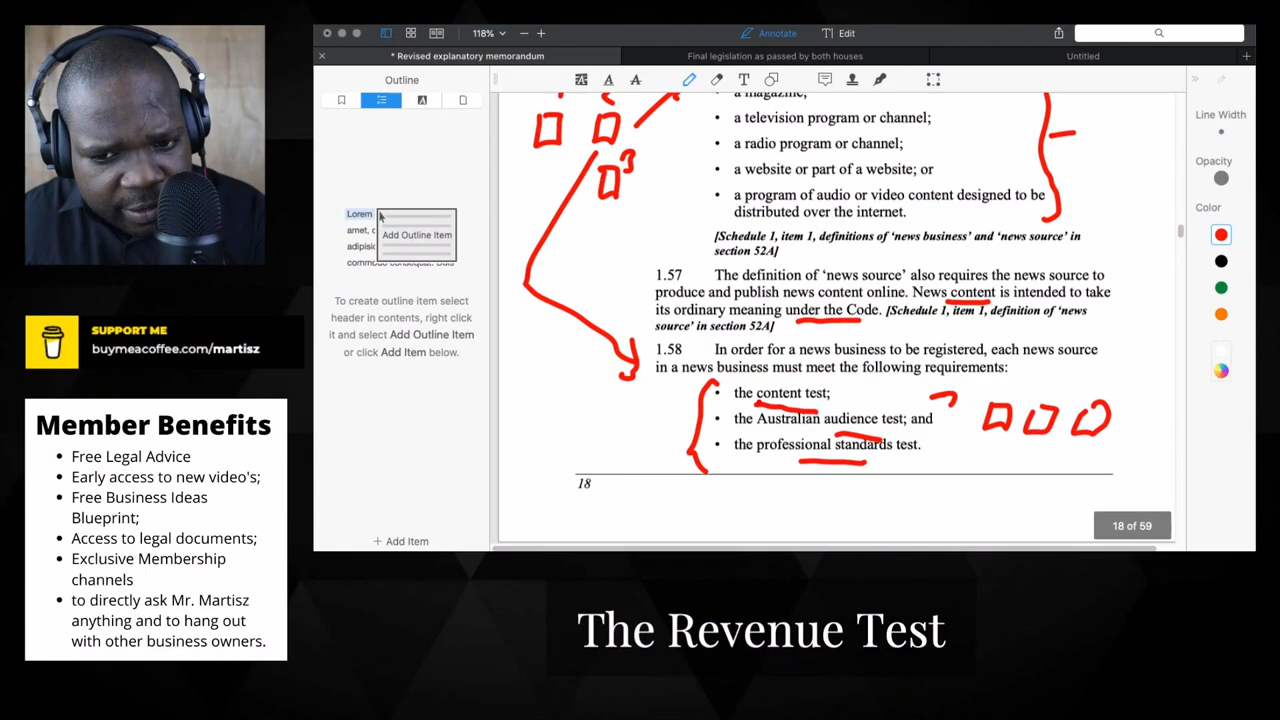 118%
Annotate
Edit
* Revised explanatory memorandum
Final legislation as passed by both houses
Untitled
Outline
Lorem
amet, c
Add Outline Item
adipisic
To create outline item select
header in contents, right click
it and select Add Outline Item
or click Add Item below.
+ Add Item
• a magazine;
• a television program or channel;
• a radio program or channel;
• a website or part of a website; or
• a program of audio or video content designed to be
distributed over the internet.
[Schedule 1, item 1, definitions of ‘news business’ and ‘news source’ in
section 52A]
1.57 The definition of ‘news source’ also requires the news source to
produce and publish news content online. News content is intended to take
its ordinary meaning under the Code. [Schedule 1, item 1, definition of ‘news
source’ in section 52A]
1.58 In order for a news business to be registered, each news source
in a news business must meet the following requirements:
• the content test;
• the Australian audience test; and
• the professional standards test.
18
18 of 59
3
Line Width
Opacity
Color
SUPPORT ME
buymeacoffee.com/martisz
Member Benefits
• Free Legal Advice
• Early access to new video's;
• Free Business Ideas
Blueprint;
• Access to legal documents;
• Exclusive Membership
channels
• to directly ask Mr. Martisz
anything and to hang out
with other business owners.
The Revenue Test